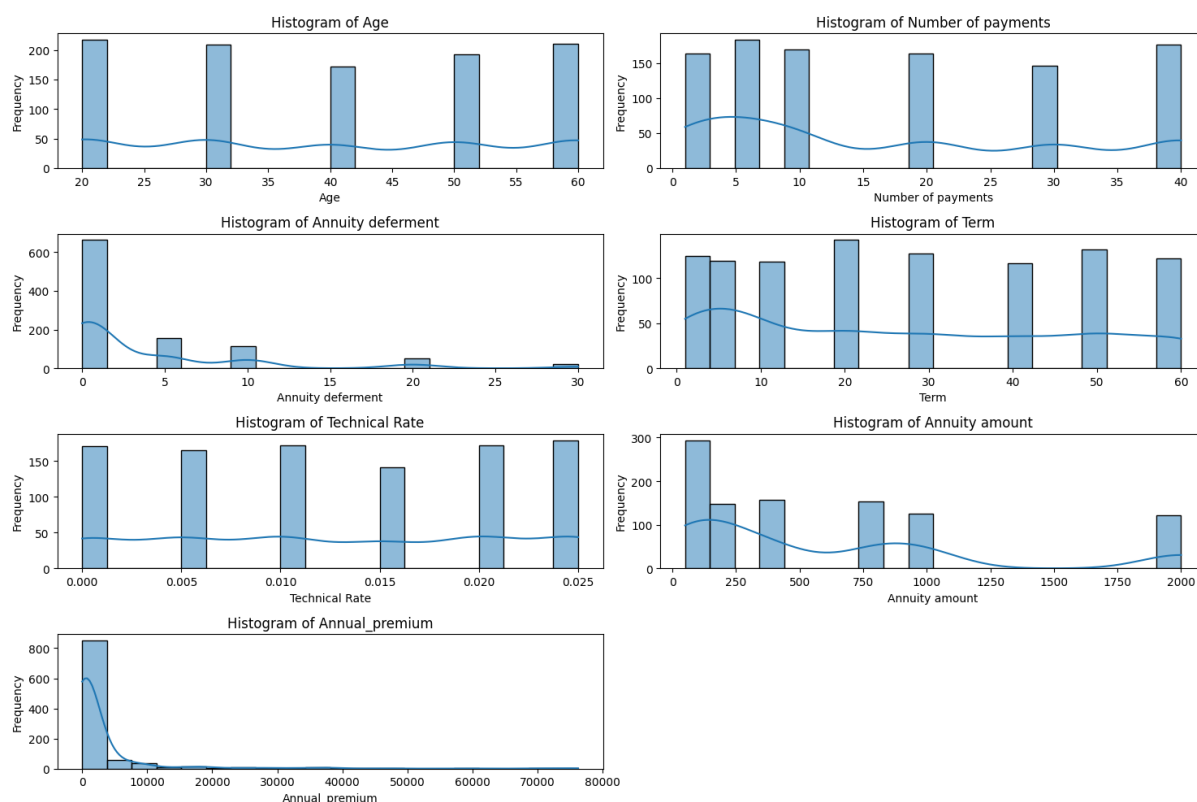 Histogram of Age
Frequency
200
150
100
50
0
20 25 30 35 40 45 50 55 60
Age
Histogram of Number of payments
Frequency
150
100
50
0
0 5 10 15 20 25 30 35 40
Number of payments
Histogram of Annuity deferment
Frequency
600
400
200
0
0 5 10 15 20 25 30
Annuity deferment
Histogram of Term
Frequency
100
50
0
0 10 20 30 40 50 60
Term
Histogram of Technical Rate
Frequency
150
100
50
0
0.000 0.005 0.010 0.015 0.020 0.025
Technical Rate
Histogram of Annuity amount
Frequency
300
200
100
0
0 250 500 750 1000 1250 1500 1750 2000
Annuity amount
Histogram of Annual_premium
Frequency
800
600
400
200
0
0 10000 20000 30000 40000 50000 60000 70000 80000
Annual_premium